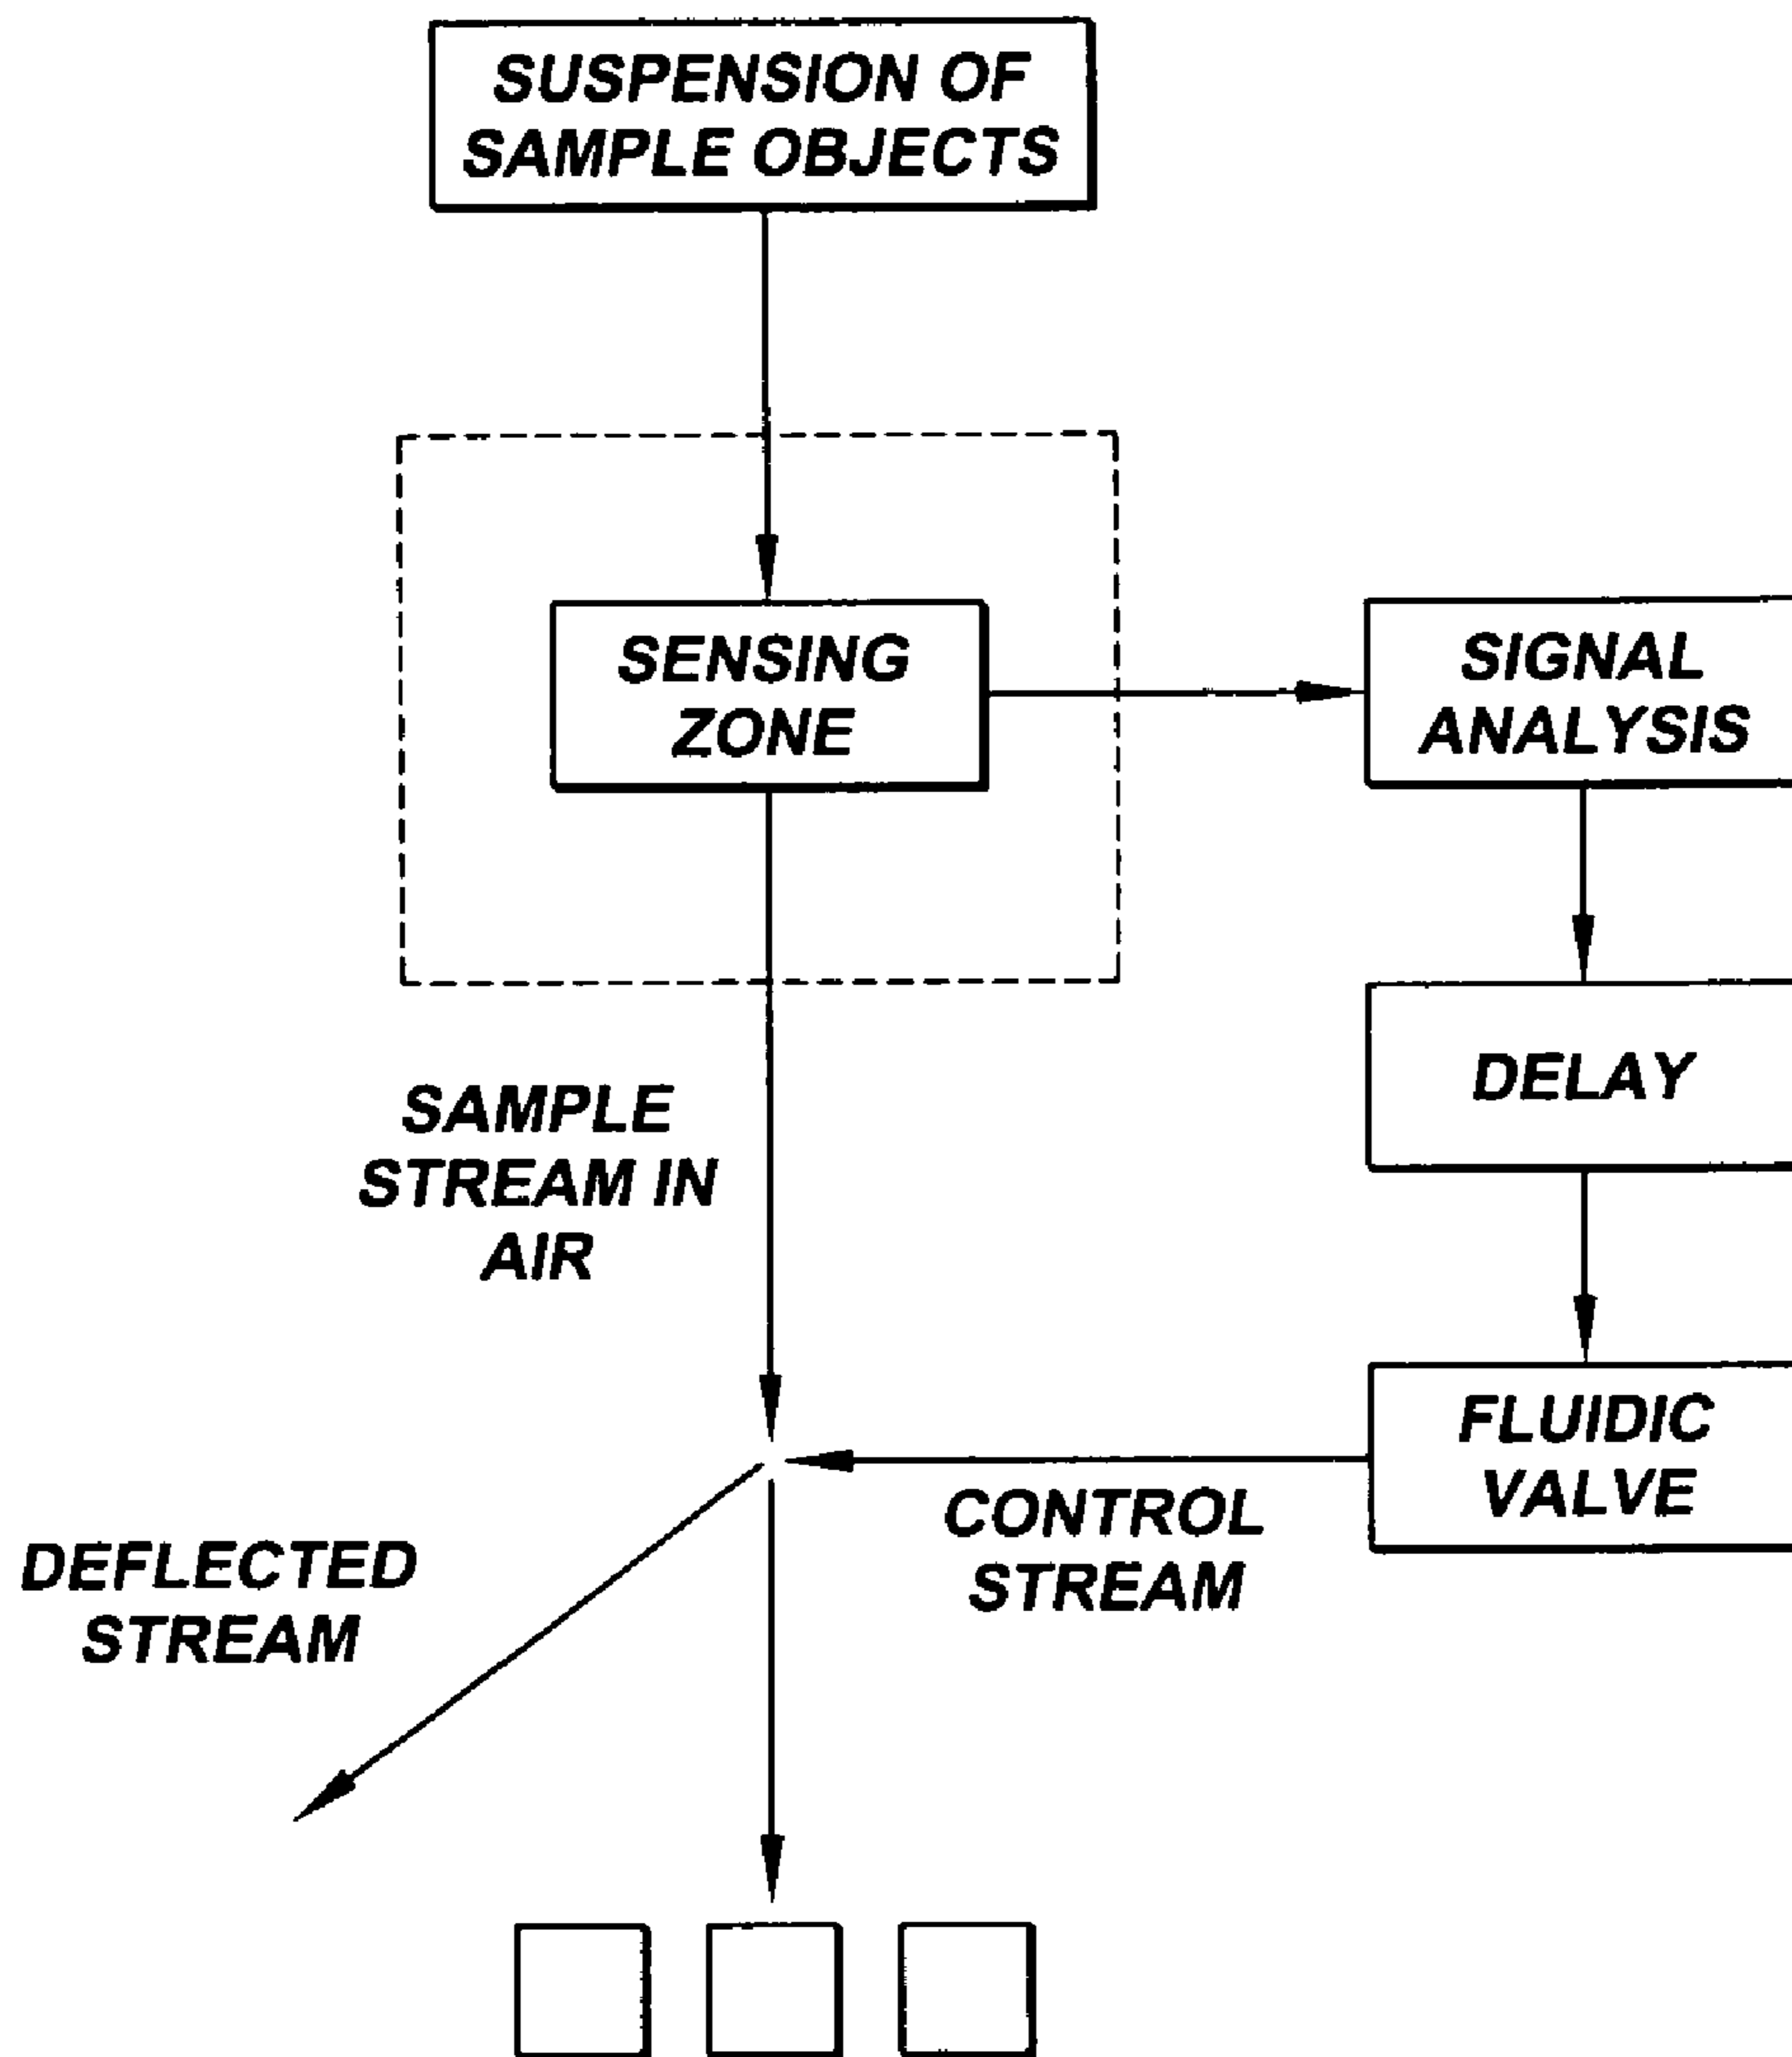 SUSPENSION OF
SAMPLE OBJECTS
SENSING
ZONE
SIGNAL
ANALYSIS
DELAY
SAMPLE
STREAM IN
AIR
FLUIDIC
VALVE
CONTROL
STREAM
DEFLECTED
STREAM